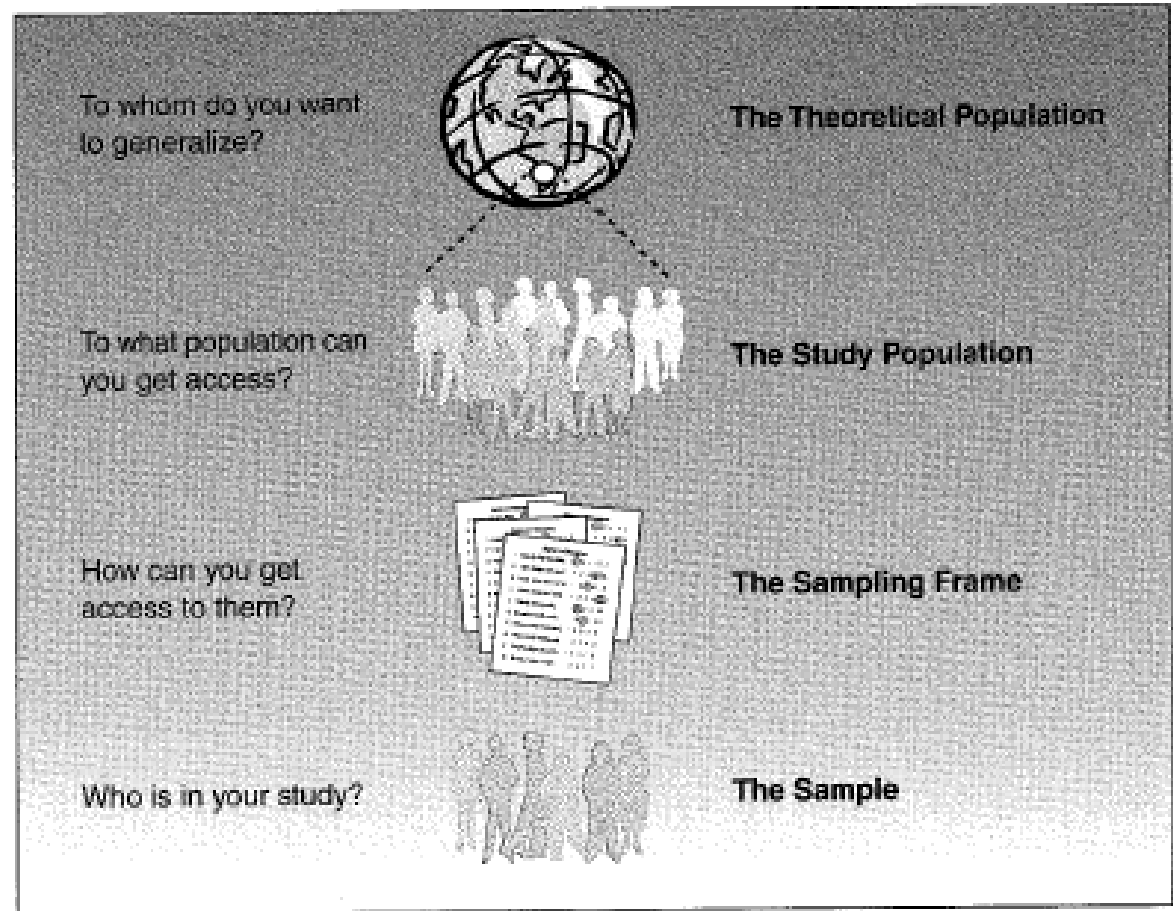 To whom do you want
to generalize?
The Theoretical Population
To what population can
you get access?
The Study Population
How can you get
access to them?
The Sampling Frame
Who is in your study?
The Sample